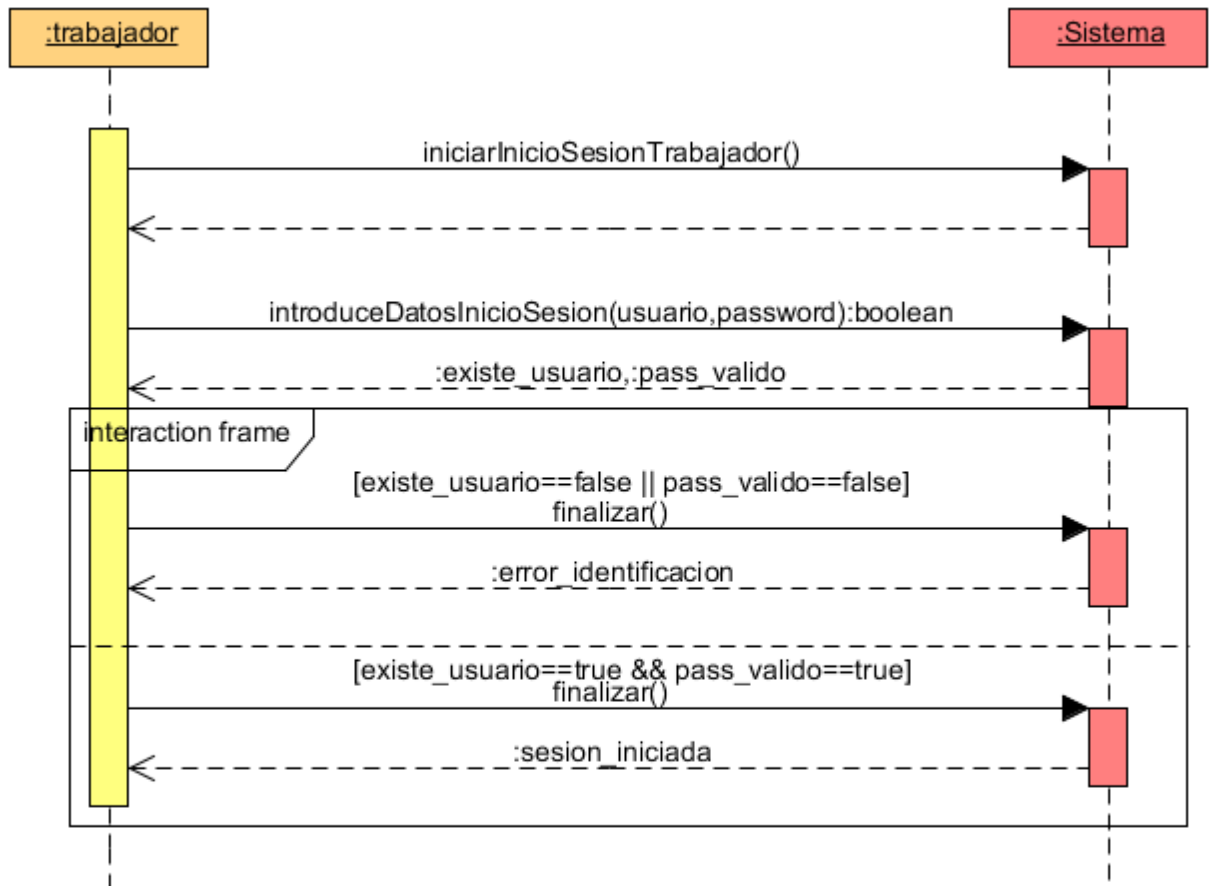 :trabajador
:Sistema
iniciarInicioSesionTrabajador()
introduceDatosInicioSesion(usuario,password):boolean
:existe_usuario,:pass_valido
interaction frame
[existe_usuario==false || pass_valido==false]
finalizar()
:error_identificacion
[existe_usuario==true && pass_valido==true]
finalizar()
:sesion_iniciada